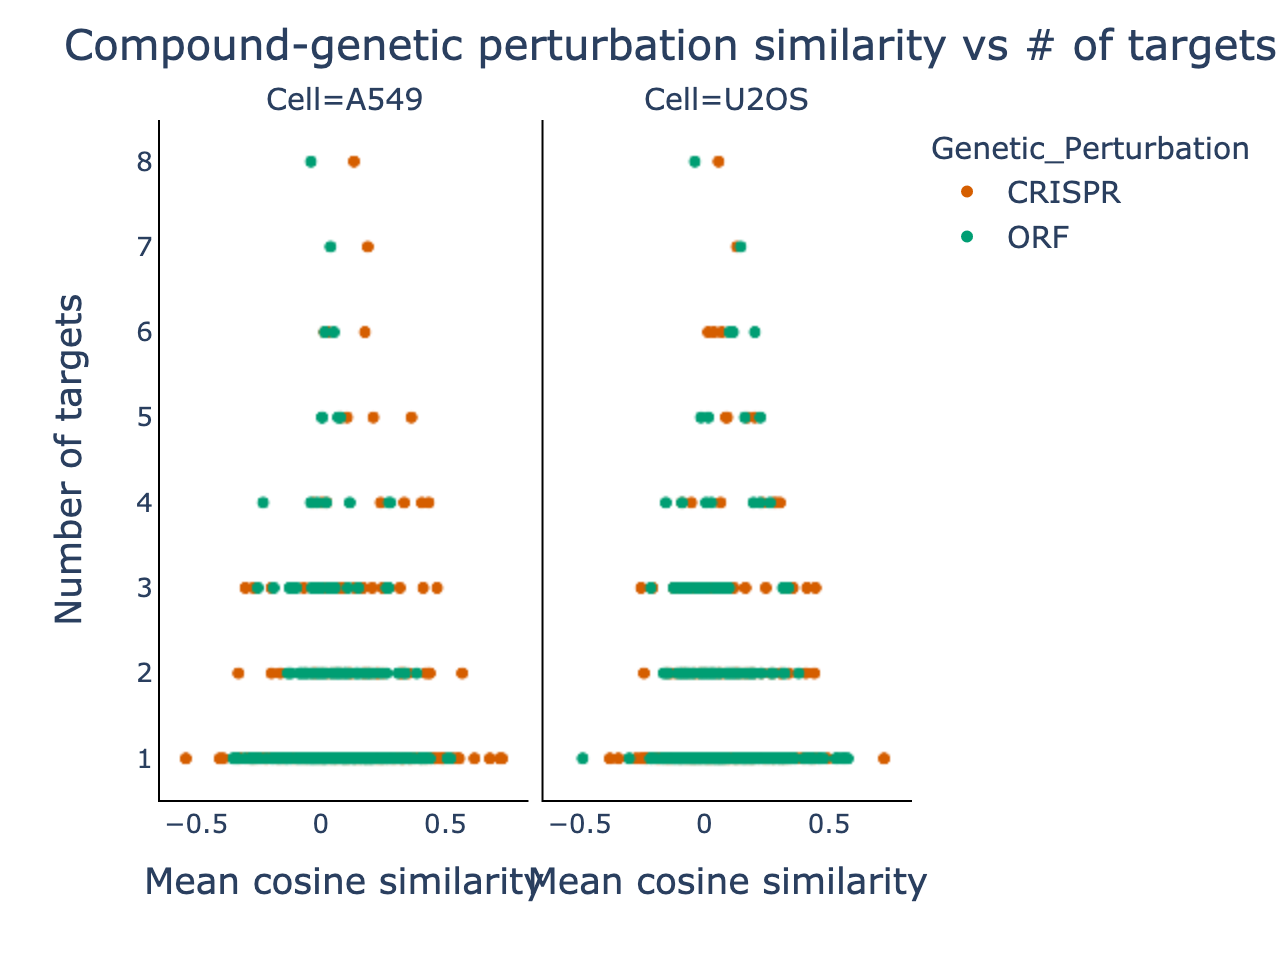 Compound-genetic perturbation similarity vs # of targets
Cell=A549
Cell=U2OS
Genetic_Perturbation
CRISPR
ORF
Number of targets
8
7
6
5
4
3
2
1
−0.5
0
0.5
−0.5
0
0.5
Mean cosine similarity
Mean cosine similarity